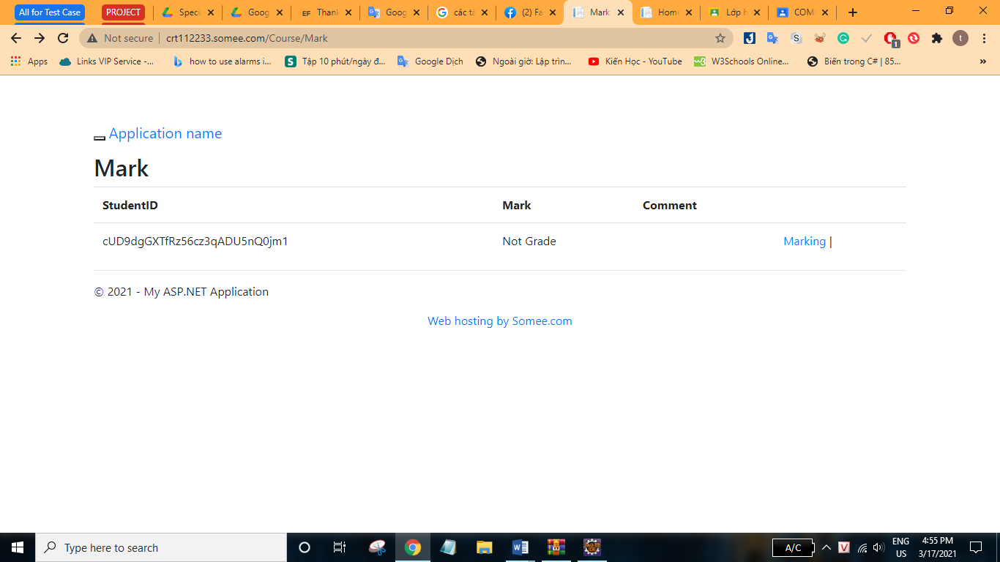 All for Test Case PROJECT Speci Goog EF Thank Goog các tà (2) Fa Mark Home Lớp h COM
Not secure crt112233.somee.com/Course/Mark
Apps Links VIP Service -... how to use alarms i... Tập 10 phút/ngày đ... Google Dịch Ngoài giờ: Lập trìn... Kiến Học - YouTube W3Schools Online... Biến trong C# | 85... »
Application name
Mark
StudentID Mark Comment
cUD9dgGXTfRz56cz3qADU5nQ0jm1 Not Grade Marking |
© 2021 - My ASP.NET Application
Web hosting by Somee.com
Type here to search A/C ENG US 4:55 PM 3/17/2021